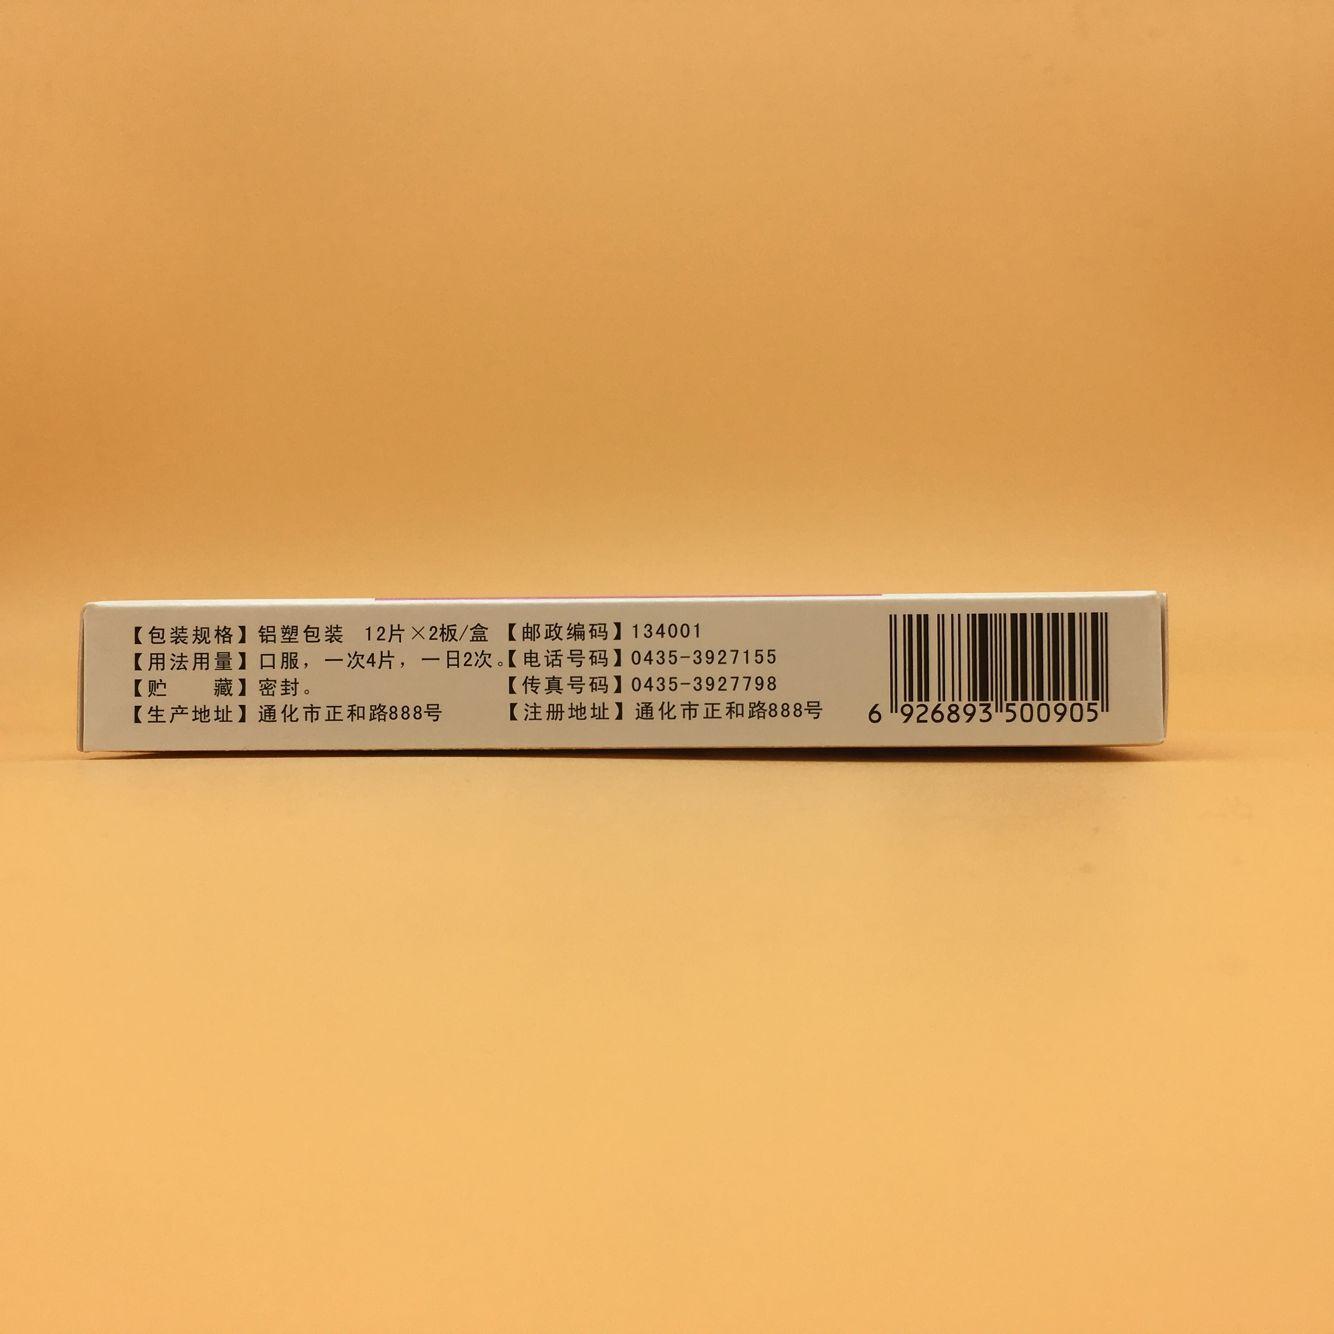 【包装规格】铝塑包装 12片×2板/盒
【用法用量】口服，一次4片，一日2次。
【贮 藏】密封。
【生产地址】通化市正和路888号
【邮政编码】134001
【电话号码】0435-3927155
【传真号码】0435-3927798
【注册地址】通化市正和路888号
6 926893 500905